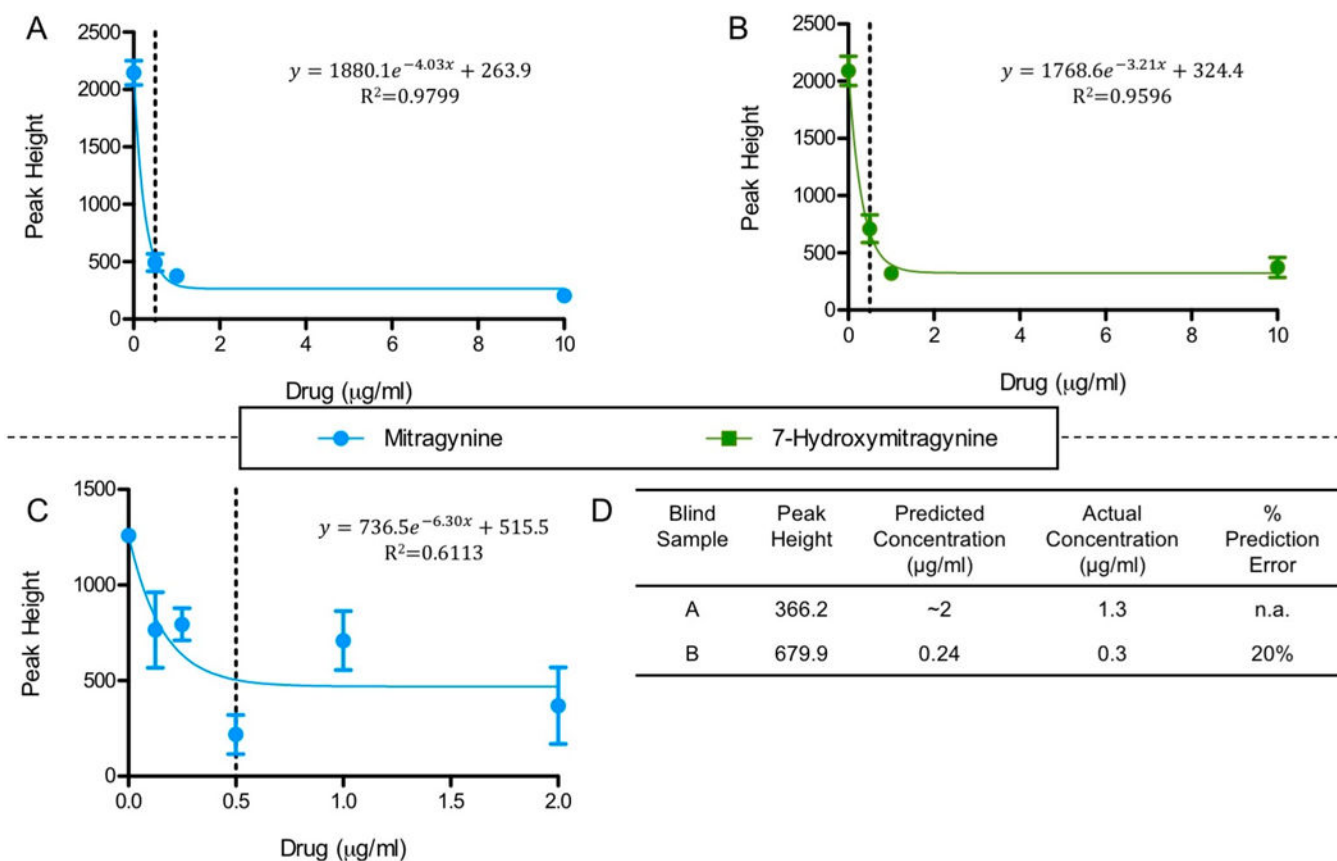 A
2500
2000
1500
1000
500
0
Peak Height
y = 1880.1e^{−4.03x} + 263.9
R²=0.9799
0 2 4 6 8 10
Drug (µg/ml)
B
2500
2000
1500
1000
500
0
Peak Height
y = 1768.6e^{−3.21x} + 324.4
R²=0.9596
0 2 4 6 8 10
Drug (µg/ml)
Mitragynine 7-Hydroxymitragynine
C
1500
1000
500
0
Peak Height
y = 736.5e^{−6.30x} + 515.5
R²=0.6113
0.0 0.5 1.0 1.5 2.0
Drug (µg/ml)
D
Blind Peak Predicted Actual %
Sample Height Concentration Concentration Prediction
(µg/ml) (µg/ml) Error
A 366.2 ~2 1.3 n.a.
B 679.9 0.24 0.3 20%